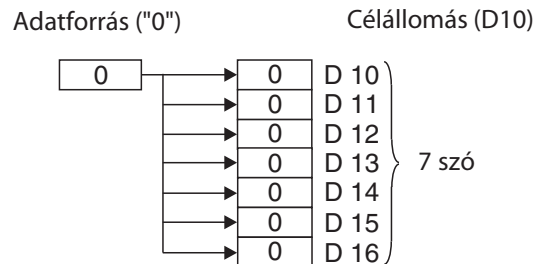 Adatforrás ("0") Célállomás (D10)
0 0 D 10
0 D 11
0 D 12
0 D 13 7 szó
0 D 14
0 D 15
0 D 16